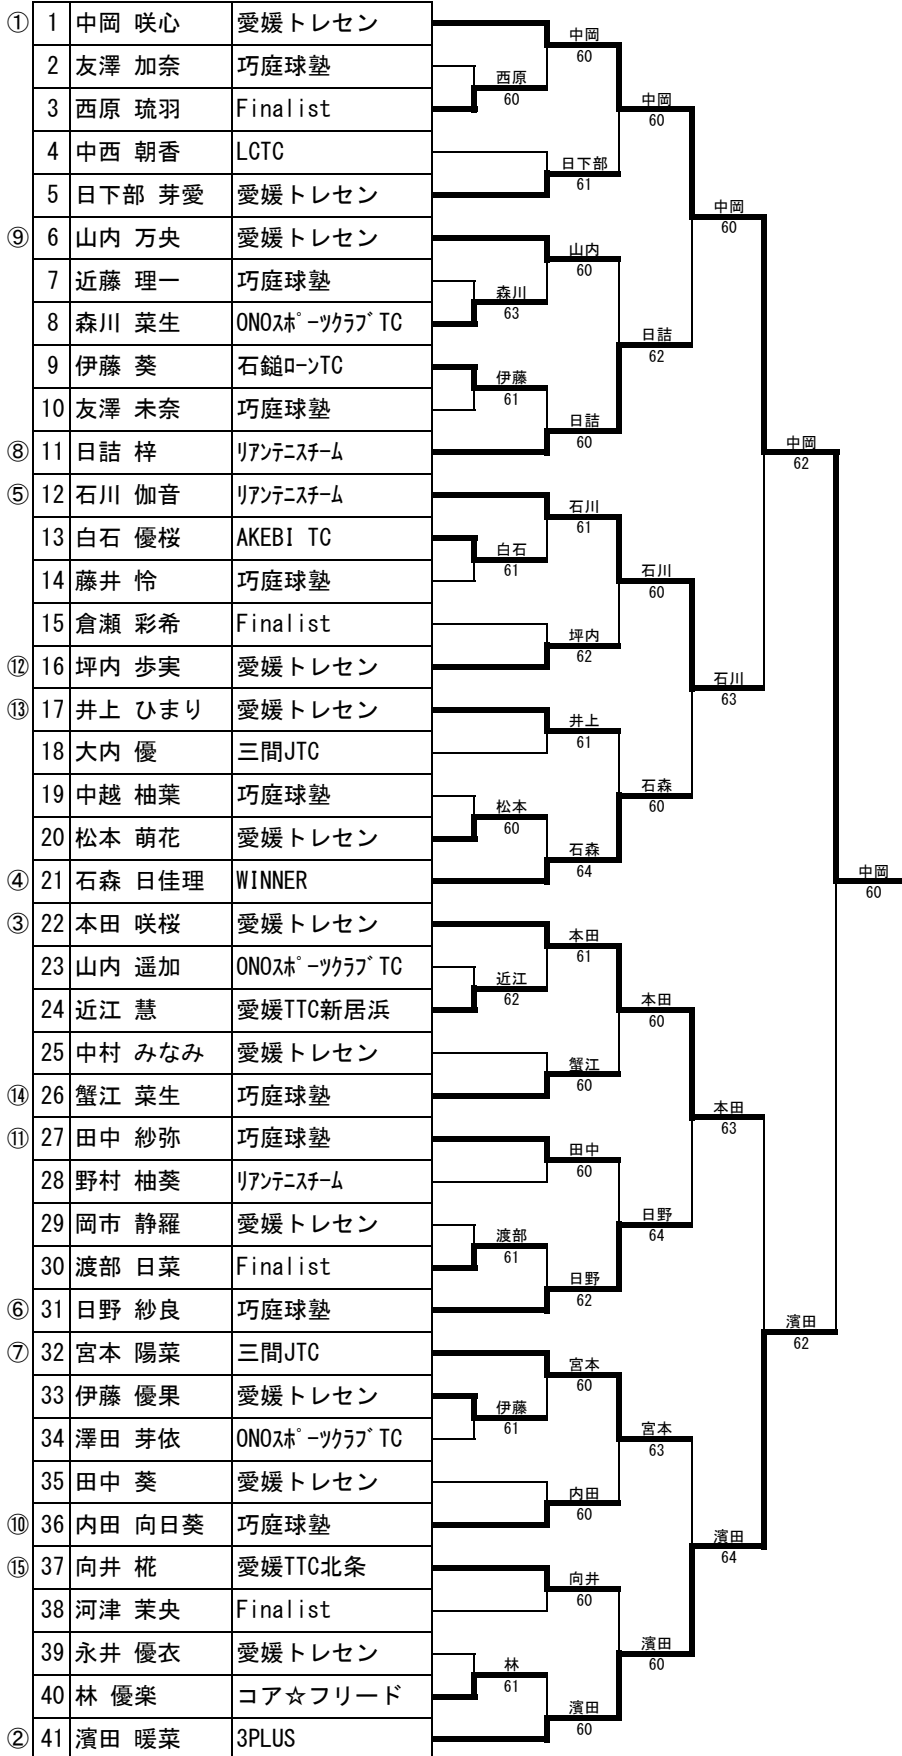 ① 1 中岡 咲心 愛媛トレセン
2 友澤 加奈 巧庭球塾
3 西原 琉羽 Finalist
4 中西 朝香 LCTC
5 日下部 芽愛 愛媛トレセン
⑨ 6 山内 万央 愛媛トレセン
7 近藤 理一 巧庭球塾
8 森川 菜生 ONOｽﾎﾟｰﾂｸﾗﾌﾞTC
9 伊藤 葵 石鎚ﾛｰﾝTC
10 友澤 未奈 巧庭球塾
⑧ 11 日詰 梓 ﾘｱﾝﾃﾆｽﾁｰﾑ
⑤ 12 石川 伽音 ﾘｱﾝﾃﾆｽﾁｰﾑ
13 白石 優桜 AKEBI TC
14 藤井 怜 巧庭球塾
15 倉瀬 彩希 Finalist
⑫ 16 坪内 歩実 愛媛トレセン
⑬ 17 井上 ひまり 愛媛トレセン
18 大内 優 三間JTC
19 中越 柚葉 巧庭球塾
20 松本 萌花 愛媛トレセン
④ 21 石森 日佳理 WINNER
③ 22 本田 咲桜 愛媛トレセン
23 山内 遥加 ONOｽﾎﾟｰﾂｸﾗﾌﾞTC
24 近江 慧 愛媛TTC新居浜
25 中村 みなみ 愛媛トレセン
⑭ 26 蟹江 菜生 巧庭球塾
⑪ 27 田中 紗弥 巧庭球塾
28 野村 柚葵 ﾘｱﾝﾃﾆｽﾁｰﾑ
29 岡市 静羅 愛媛トレセン
30 渡部 日菜 Finalist
⑥ 31 日野 紗良 巧庭球塾
⑦ 32 宮本 陽菜 三間JTC
33 伊藤 優果 愛媛トレセン
34 澤田 芽依 ONOｽﾎﾟｰﾂｸﾗﾌﾞTC
35 田中 葵 愛媛トレセン
⑩ 36 内田 向日葵 巧庭球塾
⑮ 37 向井 椛 愛媛TTC北条
38 河津 茉央 Finalist
39 永井 優衣 愛媛トレセン
40 林 優楽 コア☆フリード
② 41 濱田 暖菜 3PLUS
西原
60
森川
63
伊藤
61
白石
61
松本
60
近江
62
渡部
61
伊藤
61
林
61
中岡
60
日下部
61
山内
60
日詰
60
石川
61
坪内
62
井上
61
石森
64
本田
61
蟹江
60
田中
60
日野
62
宮本
60
内田
60
向井
60
濱田
60
中岡
60
日詰
62
石川
60
石森
60
本田
60
日野
64
宮本
63
濱田
60
中岡
60
石川
63
本田
63
濱田
64
中岡
62
濱田
62
中岡
60